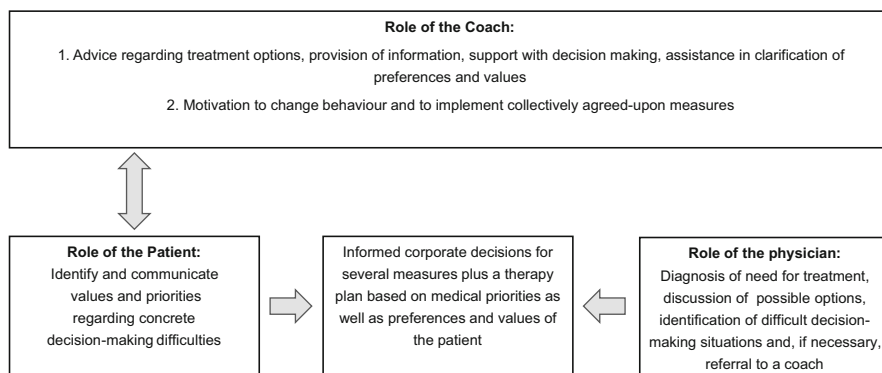 Role of the Coach:
1. Advice regarding treatment options, provision of information, support with decision making, assistance in clarification of
preferences and values
2. Motivation to change behaviour and to implement collectively agreed-upon measures
Role of the Patient:
Identify and communicate
values and priorities
regarding concrete
decision-making difficulties
Informed corporate decisions for
several measures plus a therapy
plan based on medical priorities as
well as preferences and values of
the patient
Role of the physician:
Diagnosis of need for treatment,
discussion of possible options,
identification of difficult decision-
making situations and, if necessary,
referral to a coach